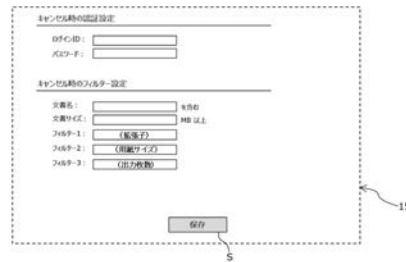 キャンセル時の認証設定
ログインID：
パスワード：
キャンセル時のフィルター設定
文書名： を含む
文書サイズ： MB 以上
フィルター1： (拡張子)
フィルター2： (用紙サイズ)
フィルター3： (出力枚数)
保存
S